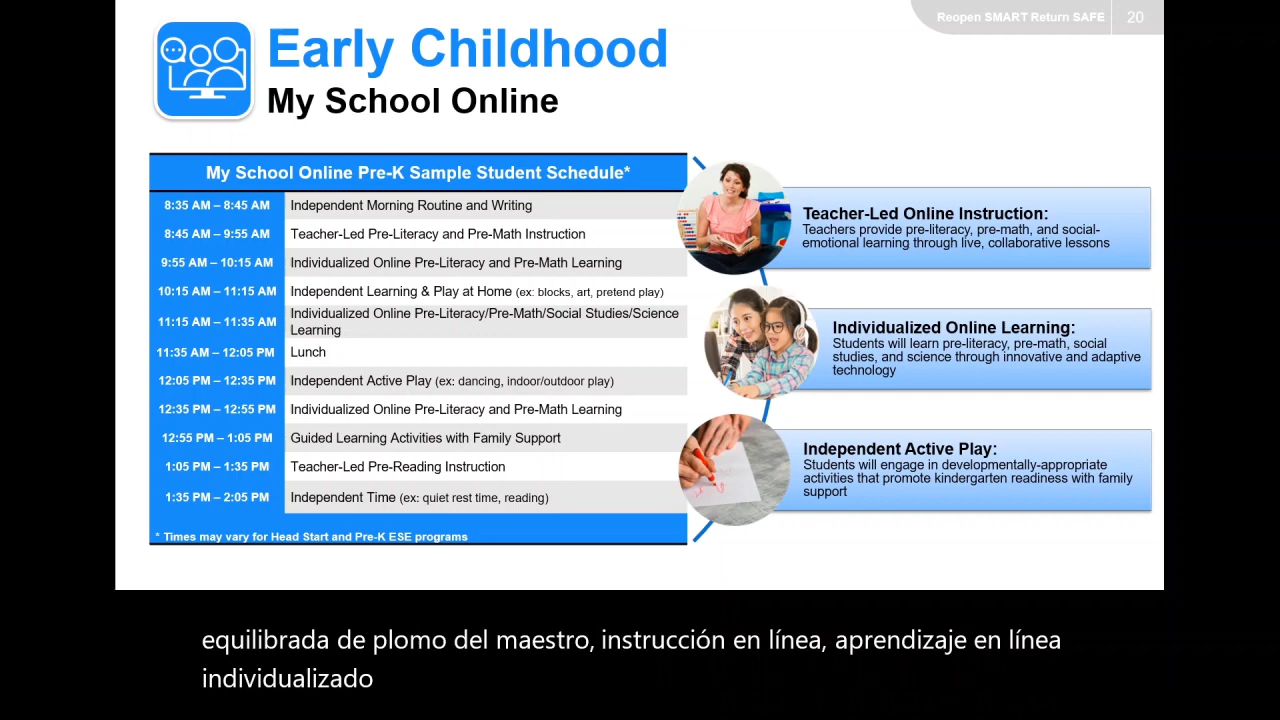 Reopen SMART Return SAFE 20
Early Childhood
My School Online
My School Online Pre-K Sample Student Schedule*
8:35 AM – 8:45 AM Independent Morning Routine and Writing
8:45 AM – 9:55 AM Teacher-Led Pre-Literacy and Pre-Math Instruction
9:55 AM – 10:15 AM Individualized Online Pre-Literacy and Pre-Math Learning
10:15 AM – 11:15 AM Independent Learning & Play at Home (ex: blocks, art, pretend play)
11:15 AM – 11:35 AM Individualized Online Pre-Literacy/Pre-Math/Social Studies/Science
Learning
11:35 AM – 12:05 PM Lunch
12:05 PM – 12:35 PM Independent Active Play (ex: dancing, indoor/outdoor play)
12:35 PM – 12:55 PM Individualized Online Pre-Literacy and Pre-Math Learning
12:55 PM – 1:05 PM Guided Learning Activities with Family Support
1:05 PM – 1:35 PM Teacher-Led Pre-Reading Instruction
1:35 PM – 2:05 PM Independent Time (ex: quiet rest time, reading)
* Times may vary for Head Start and Pre-K ESE programs
Teacher-Led Online Instruction:
Teachers provide pre-literacy, pre-math, and social-
emotional learning through live, collaborative lessons
Individualized Online Learning:
Students will learn pre-literacy, pre-math, social
studies, and science through innovative and adaptive
technology
Independent Active Play:
Students will engage in developmentally-appropriate
activities that promote kindergarten readiness with family
support
equilibrada de plomo del maestro, instrucción en línea, aprendizaje en línea
individualizado